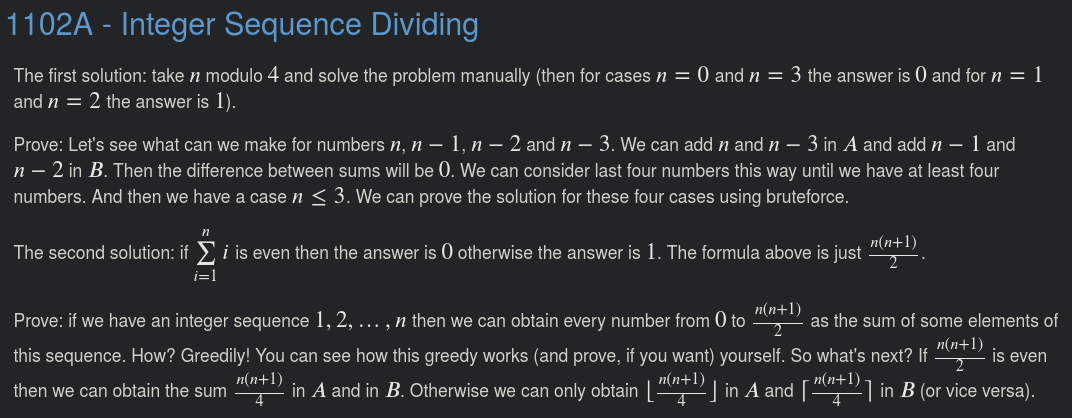 1102A - Integer Sequence Dividing
The first solution: take n modulo 4 and solve the problem manually (then for cases n = 0 and n = 3 the answer is 0 and for n = 1
and n = 2 the answer is 1).
Prove: Let's see what can we make for numbers n, n − 1, n − 2 and n − 3. We can add n and n − 3 in A and add n − 1 and
n − 2 in B. Then the difference between sums will be 0. We can consider last four numbers this way until we have at least four
numbers. And then we have a case n ≤ 3. We can prove the solution for these four cases using bruteforce.
The second solution: if \sum_{i=1}^{n} i is even then the answer is 0 otherwise the answer is 1. The formula above is just \frac{n(n+1)}{2}.
Prove: if we have an integer sequence 1, 2, … , n then we can obtain every number from 0 to \frac{n(n+1)}{2} as the sum of some elements of
this sequence. How? Greedily! You can see how this greedy works (and prove, if you want) yourself. So what's next? If \frac{n(n+1)}{2} is even
then we can obtain the sum \frac{n(n+1)}{4} in A and in B. Otherwise we can only obtain ⌊\frac{n(n+1)}{4}⌋ in A and ⌈\frac{n(n+1)}{4}⌉ in B (or vice versa).